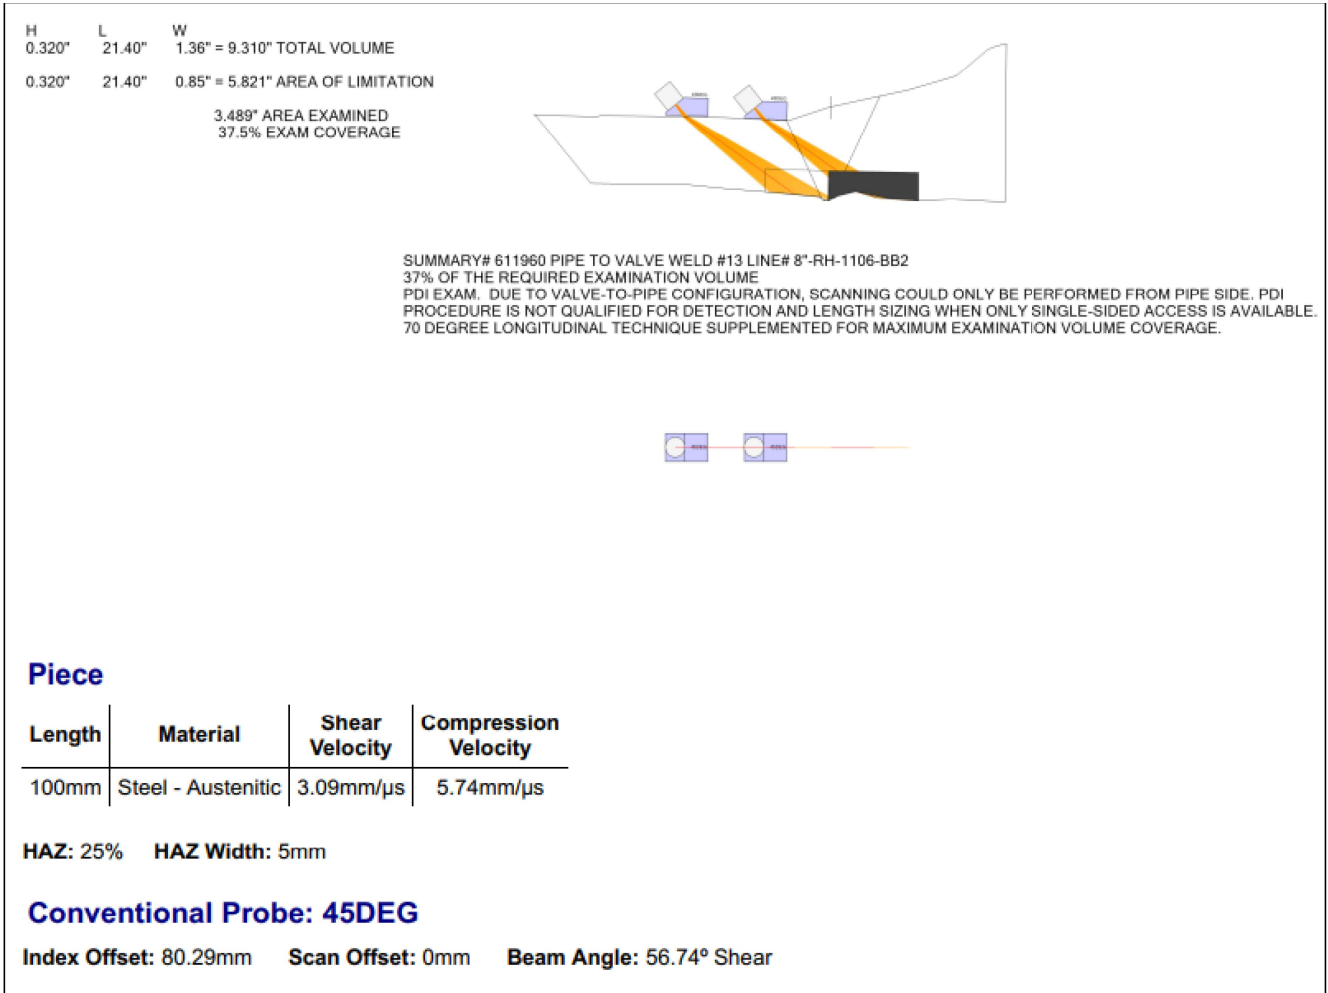 H L W
0.320" 21.40" 1.36" = 9.310" TOTAL VOLUME
0.320" 21.40" 0.85" = 5.821" AREA OF LIMITATION
3.489" AREA EXAMINED
37.5% EXAM COVERAGE
SUMMARY# 611960 PIPE TO VALVE WELD #13 LINE# 8"-RH-1106-BB2
37% OF THE REQUIRED EXAMINATION VOLUME
PDI EXAM. DUE TO VALVE-TO-PIPE CONFIGURATION, SCANNING COULD ONLY BE PERFORMED FROM PIPE SIDE. PDI
PROCEDURE IS NOT QUALIFIED FOR DETECTION AND LENGTH SIZING WHEN ONLY SINGLE-SIDED ACCESS IS AVAILABLE.
70 DEGREE LONGITUDINAL TECHNIQUE SUPPLEMENTED FOR MAXIMUM EXAMINATION VOLUME COVERAGE.
Piece
Length Material Shear Velocity Compression Velocity
100mm Steel - Austenitic 3.09mm/µs 5.74mm/µs
HAZ: 25% HAZ Width: 5mm
Conventional Probe: 45DEG
Index Offset: 80.29mm Scan Offset: 0mm Beam Angle: 56.74º Shear